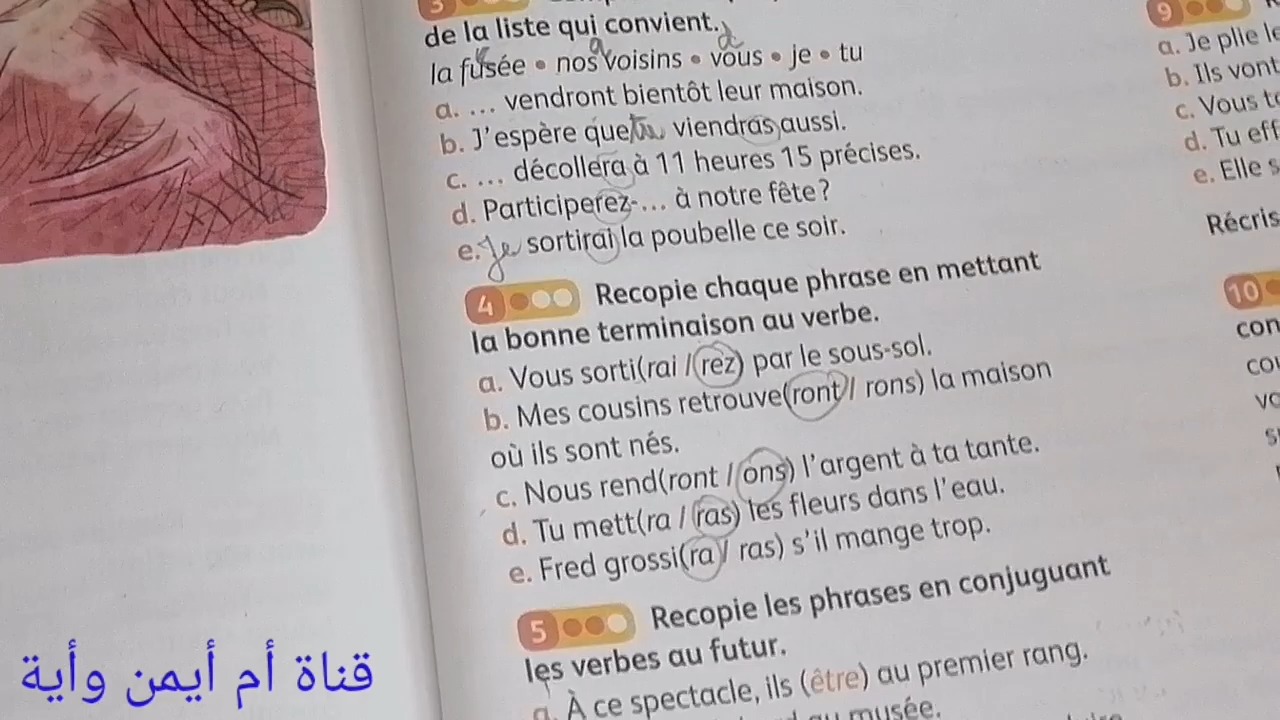 3
de la liste qui convient.
la fusée • nos voisins • vous • je • tu
a. ... vendront bientôt leur maison.
b. J'espère que tu viendras aussi.
c. ... décollera à 11 heures 15 précises.
d. Participerez-... à notre fête ?
e. Je sortirai la poubelle ce soir.
4 Recopie chaque phrase en mettant
la bonne terminaison au verbe.
a. Vous sorti(rai / rez) par le sous-sol.
b. Mes cousins retrouve(ront / rons) la maison
où ils sont nés.
c. Nous rend(ront / ons) l'argent à ta tante.
d. Tu mett(ra / ras) les fleurs dans l'eau.
e. Fred grossi(ra / ras) s'il mange trop.
5 Recopie les phrases en conjuguant
les verbes au futur.
a. À ce spectacle, ils (être) au premier rang.
au musée.
9
a. Je plie
b. Ils vont
c. Vous
d. Tu
e. Elle
Récris
10
قناة أم أيمن وأية